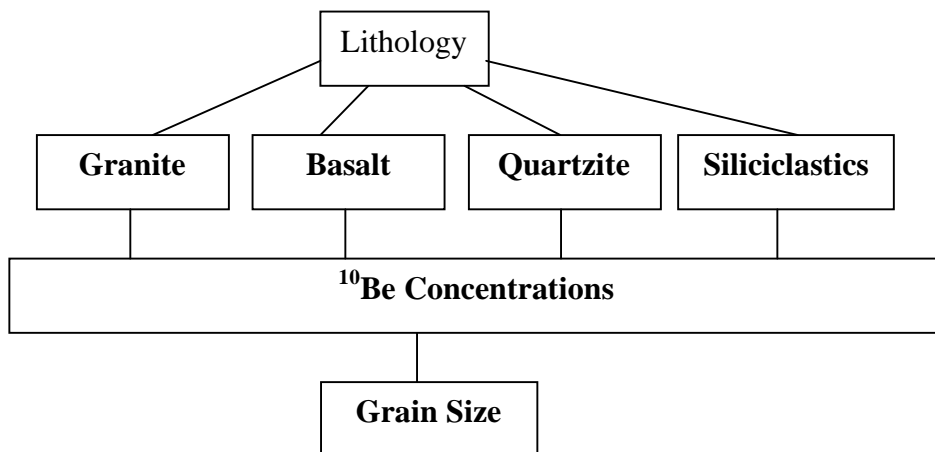 Lithology
Granite Basalt Quartzite Siliciclastics
¹⁰Be Concentrations
Grain Size